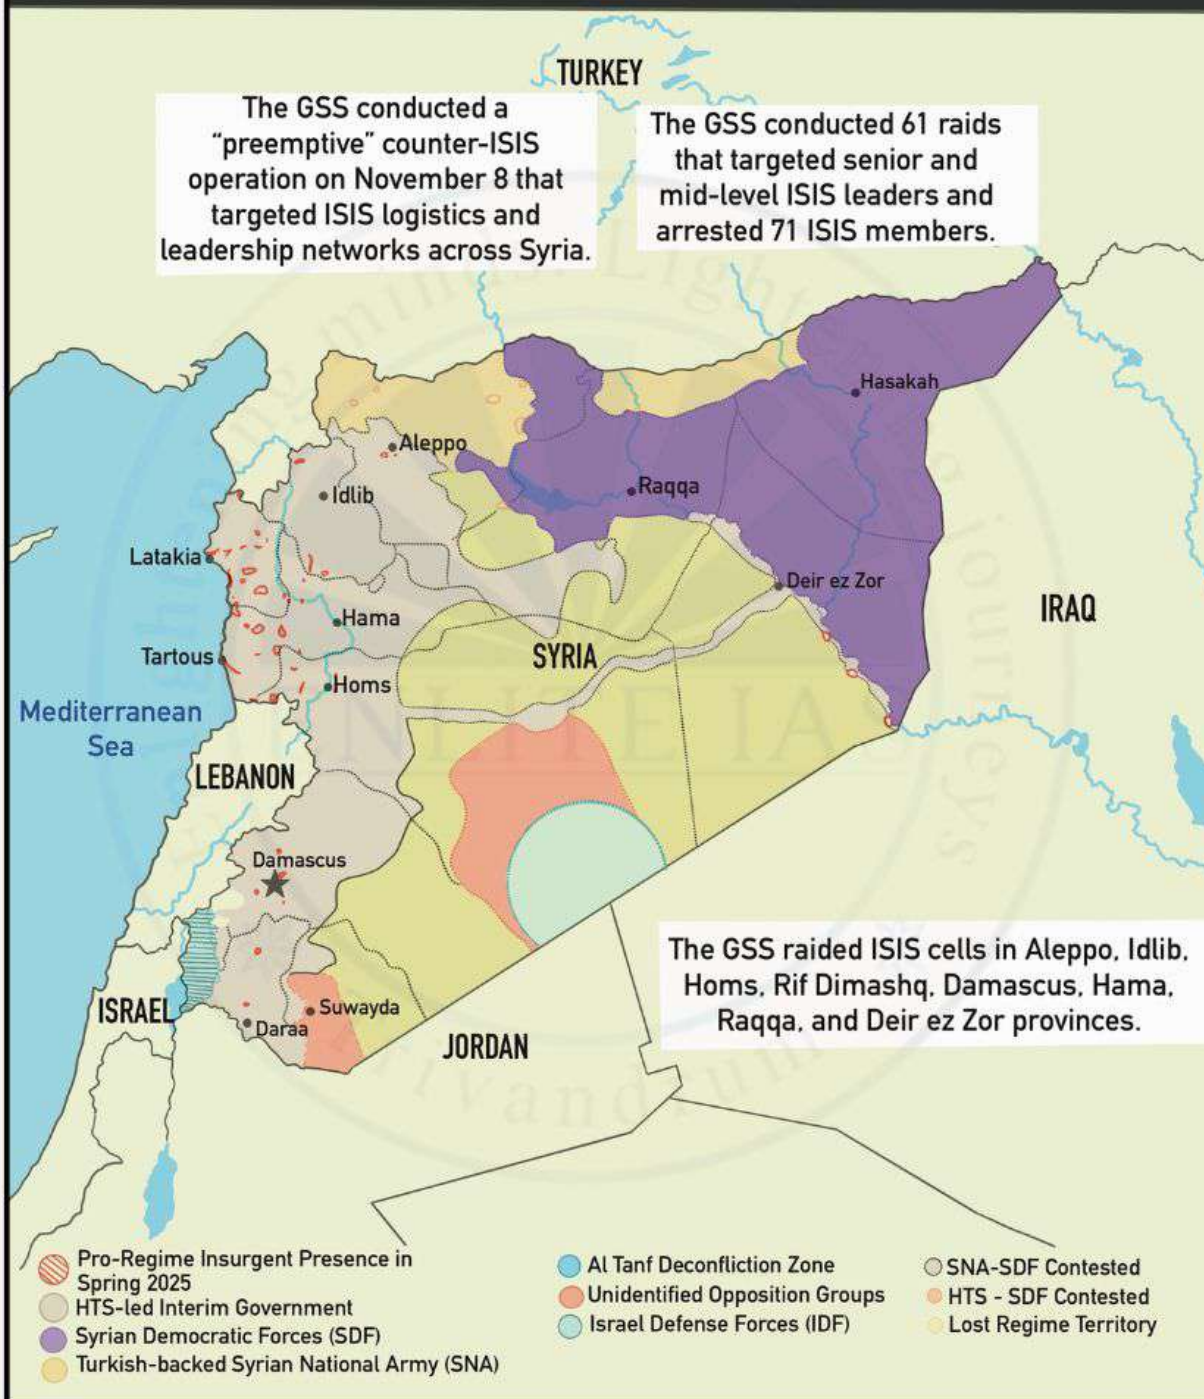 TURKEY
The GSS conducted a
“preemptive” counter-ISIS
operation on November 8 that
targeted ISIS logistics and
leadership networks across Syria.
The GSS conducted 61 raids
that targeted senior and
mid-level ISIS leaders and
arrested 71 ISIS members.
Hasakah
Aleppo
Idlib
Raqqa
Latakia
Deir ez Zor
Hama
IRAQ
Tartous
SYRIA
Homs
Mediterranean
Sea
NLITE IAS
LEBANON
Damascus
The GSS raided ISIS cells in Aleppo, Idlib,
Homs, Rif Dimashq, Damascus, Hama,
Raqqa, and Deir ez Zor provinces.
ISRAEL
Suwayda
Daraa
JORDAN
Pro-Regime Insurgent Presence in
Spring 2025
HTS-led Interim Government
Syrian Democratic Forces (SDF)
Turkish-backed Syrian National Army (SNA)
Al Tanf Deconfliction Zone
Unidentified Opposition Groups
Israel Defense Forces (IDF)
SNA-SDF Contested
HTS - SDF Contested
Lost Regime Territory